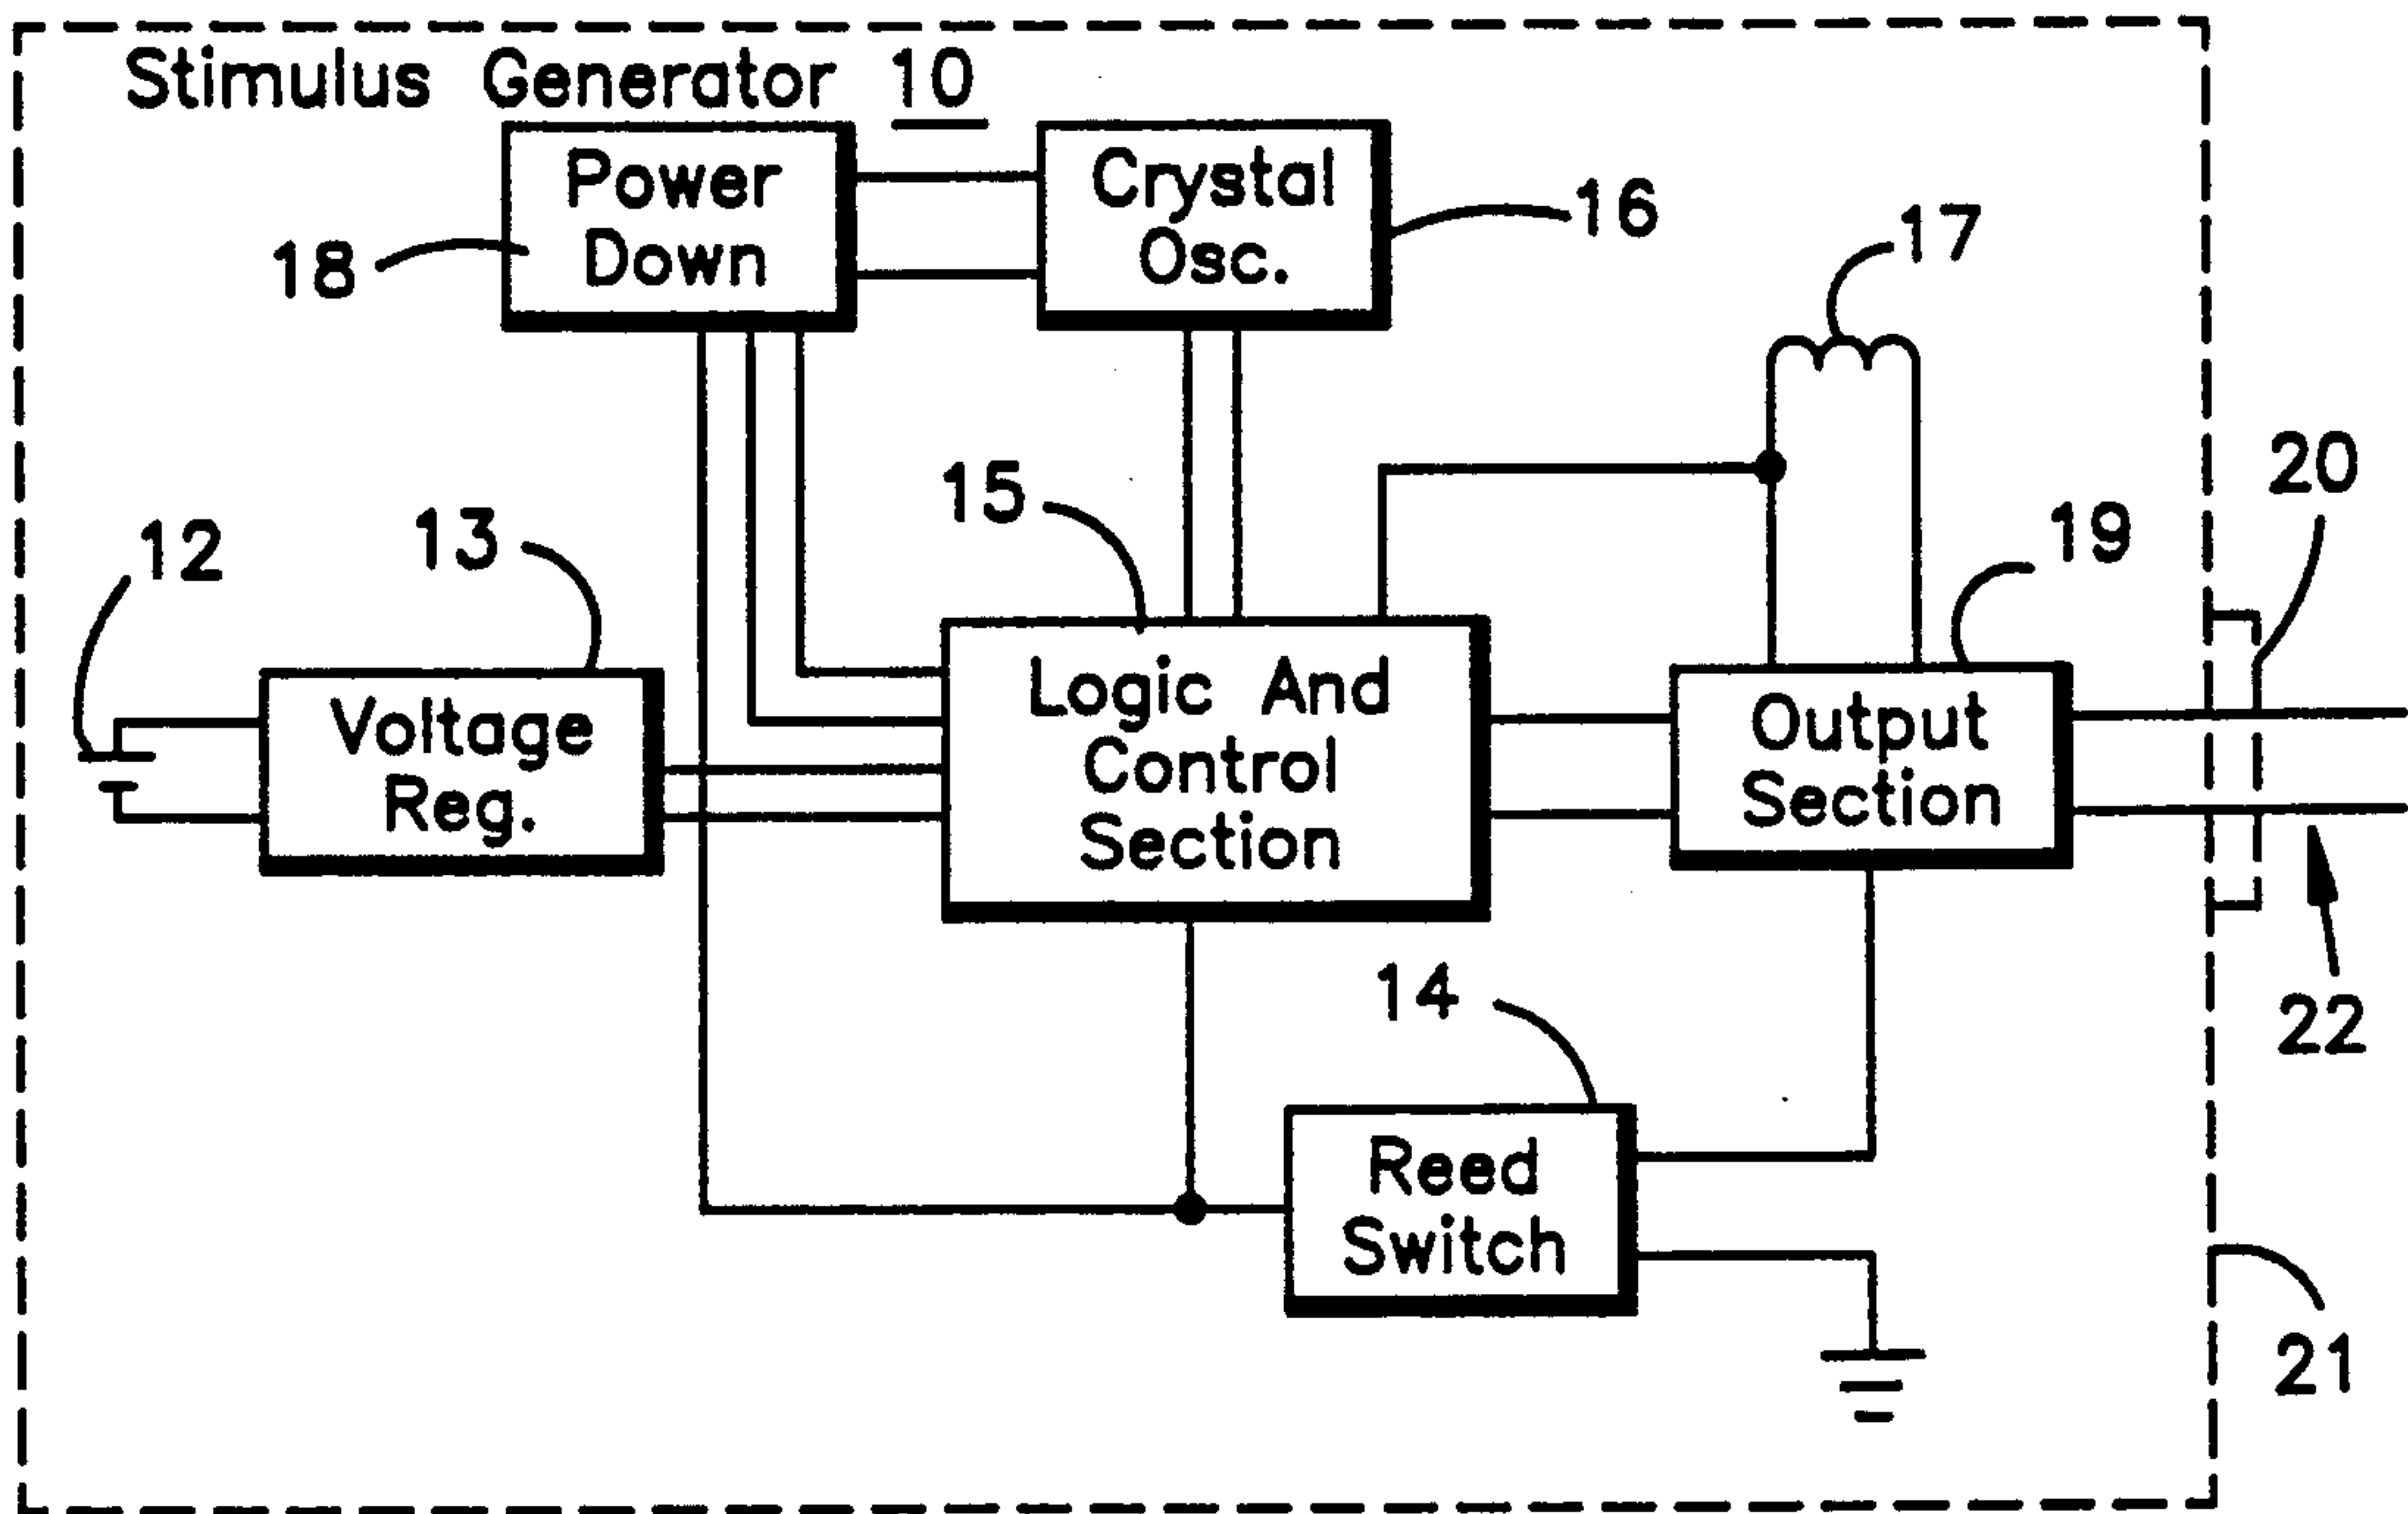 Stimulus Generator 10
Power
Down
18
Crystal
Osc.
16
17
12
13
15
19
20
Voltage
Reg.
Logic And
Control
Section
Output
Section
14
22
Reed
Switch
21